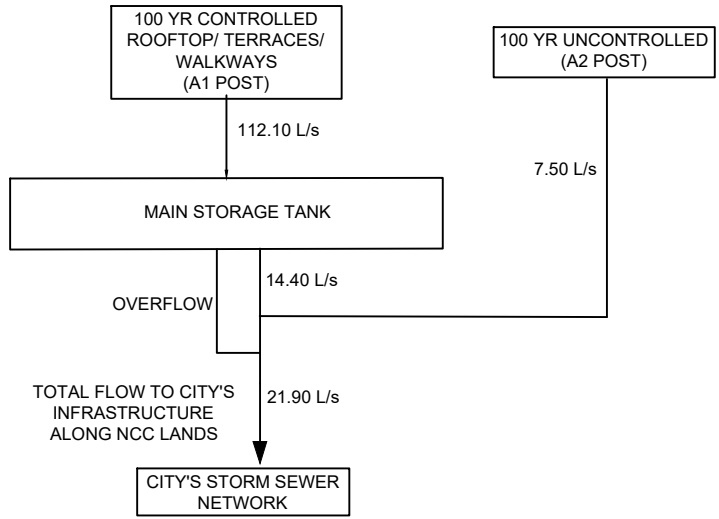 100 YR CONTROLLED
ROOFTOP/ TERRACES/
WALKWAYS
(A1 POST)
100 YR UNCONTROLLED
(A2 POST)
112.10 L/s
7.50 L/s
MAIN STORAGE TANK
14.40 L/s
OVERFLOW
TOTAL FLOW TO CITY'S
INFRASTRUCTURE
ALONG NCC LANDS
21.90 L/s
CITY'S STORM SEWER
NETWORK